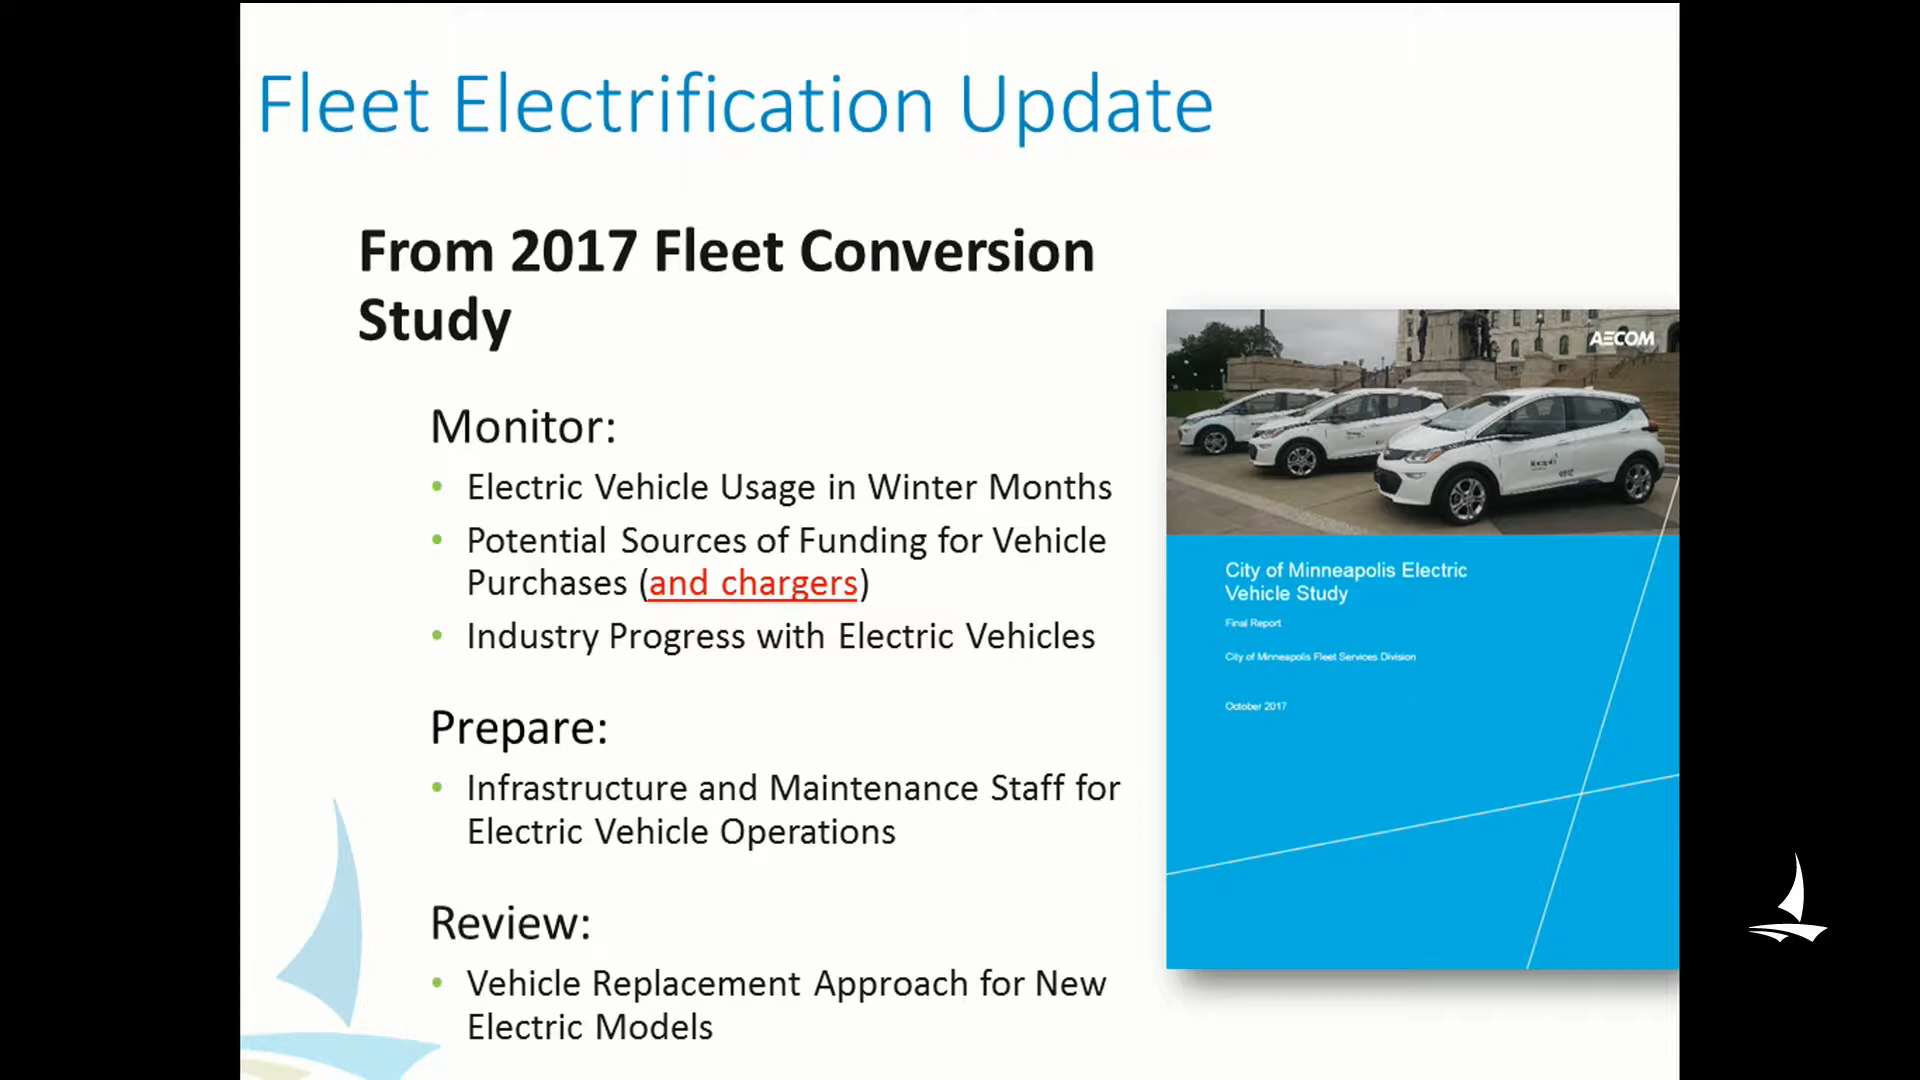 Fleet Electrification Update
From 2017 Fleet Conversion
Study
Monitor:
• Electric Vehicle Usage in Winter Months
• Potential Sources of Funding for Vehicle
Purchases (and chargers)
• Industry Progress with Electric Vehicles
Prepare:
• Infrastructure and Maintenance Staff for
Electric Vehicle Operations
Review:
• Vehicle Replacement Approach for New
Electric Models
AECOM
City of Minneapolis Electric
Vehicle Study
Final Report
City of Minneapolis Fleet Services Division
October 2017